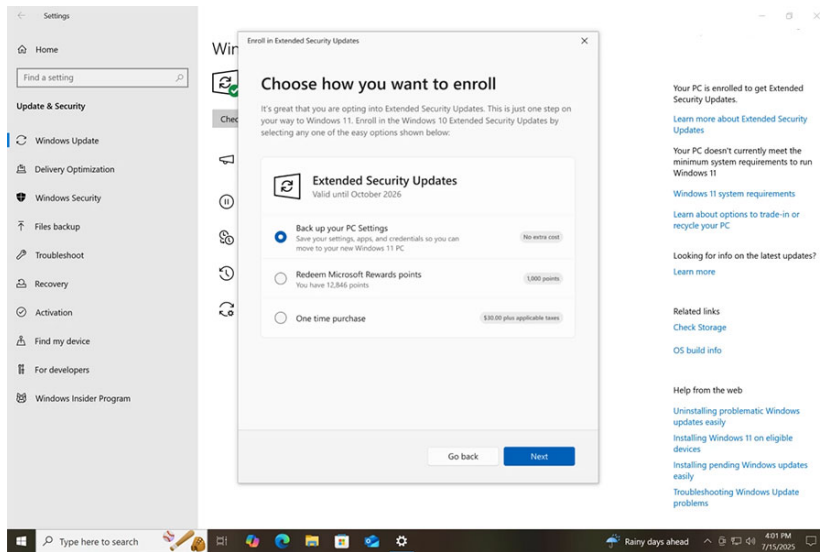 Settings
Home
Find a setting
Update & Security
Windows Update
Delivery Optimization
Windows Security
Files backup
Troubleshoot
Recovery
Activation
Find my device
For developers
Windows Insider Program
Win
Chec
Enroll in Extended Security Updates
Choose how you want to enroll
It's great that you are opting into Extended Security Updates. This is just one step on
your way to Windows 11. Enroll in the Windows 10 Extended Security Updates by
selecting any one of the easy options shown below:
Extended Security Updates
Valid until October 2026
Back up your PC Settings
Save your settings, apps, and credentials so you can
move to your new Windows 11 PC
No extra cost
Redeem Microsoft Rewards points
You have 12,846 points
1,000 points
One time purchase
$30.00 plus applicable taxes
Go back
Next
Your PC is enrolled to get Extended
Security Updates.
Learn more about Extended Security
Updates
Your PC doesn't currently meet the
minimum system requirements to run
Windows 11
Windows 11 system requirements
Learn about options to trade-in or
recycle your PC
Looking for info on the latest updates?
Learn more
Related links
Check Storage
OS build info
Help from the web
Uninstalling problematic Windows
updates easily
Installing Windows 11 on eligible
devices
Installing pending Windows updates
easily
Troubleshooting Windows Update
problems
Type here to search
Rainy days ahead
4:01 PM
7/15/2025